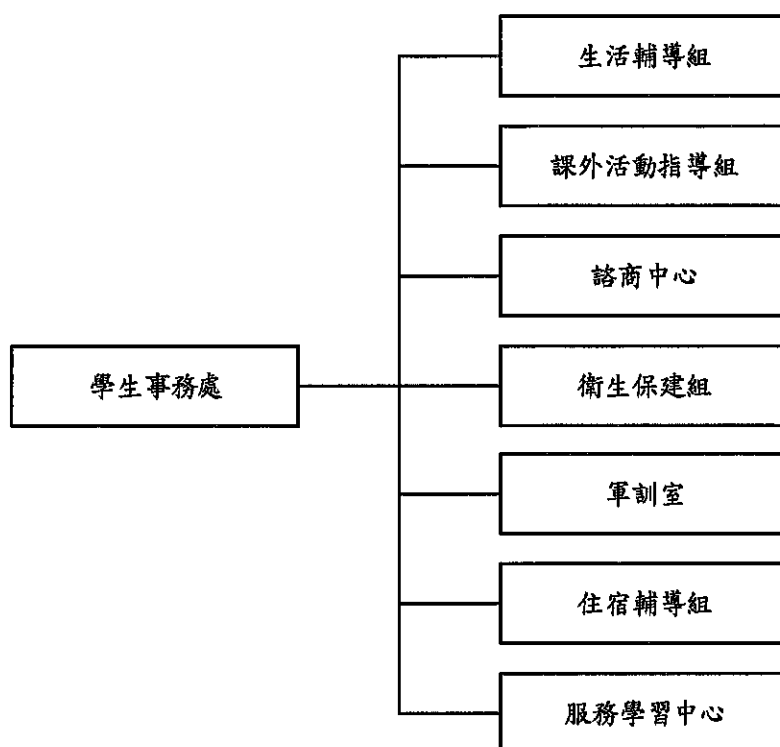 生活輔導組
課外活動指導組
諮商中心
學生事務處
衛生保建組
軍訓室
住宿輔導組
服務學習中心